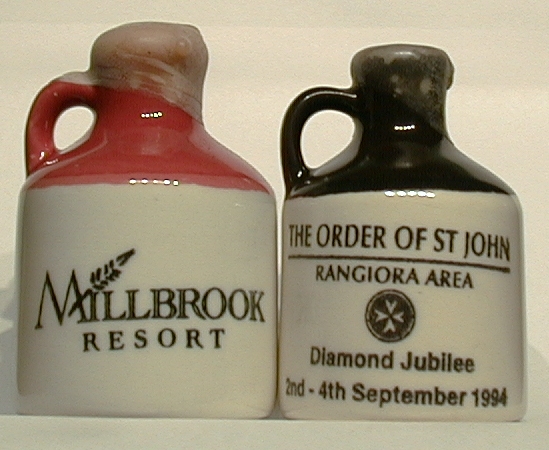 MILLBROOK
RESORT
THE ORDER OF ST JOHN
RANGIORA AREA
Diamond Jubilee
2nd - 4th September 1994